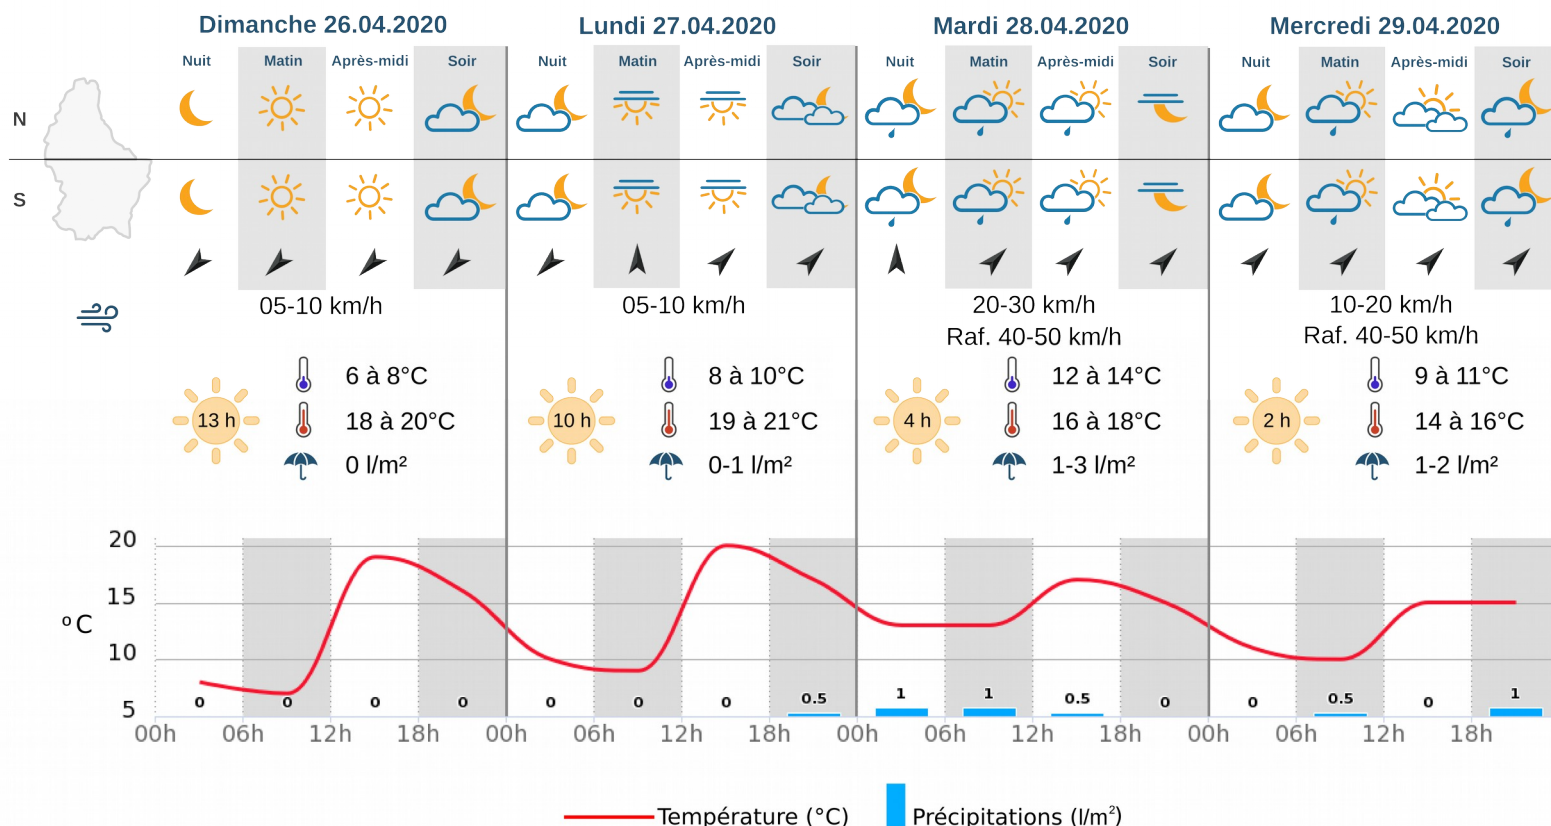 Dimanche 26.04.2020 Lundi 27.04.2020 Mardi 28.04.2020 Mercredi 29.04.2020
Nuit Matin Après-midi Soir Nuit Matin Après-midi Soir Nuit Matin Après-midi Soir Nuit Matin Après-midi Soir
N
S
05-10 km/h 05-10 km/h 20-30 km/h 10-20 km/h
Raf. 40-50 km/h Raf. 40-50 km/h
6 à 8°C 8 à 10°C 12 à 14°C 9 à 11°C
13 h 18 à 20°C 10 h 19 à 21°C 4 h 16 à 18°C 2 h 14 à 16°C
0 l/m² 0-1 l/m² 1-3 l/m² 1-2 l/m²
20
15
°C
10
0 0 0 0 0 0 0 0.5 1 1 0.5 0 0 0.5 0 1
5
00h 06h 12h 18h 00h 06h 12h 18h 00h 06h 12h 18h 00h 06h 12h 18h
Température (°C) Précipitations (l/m²)